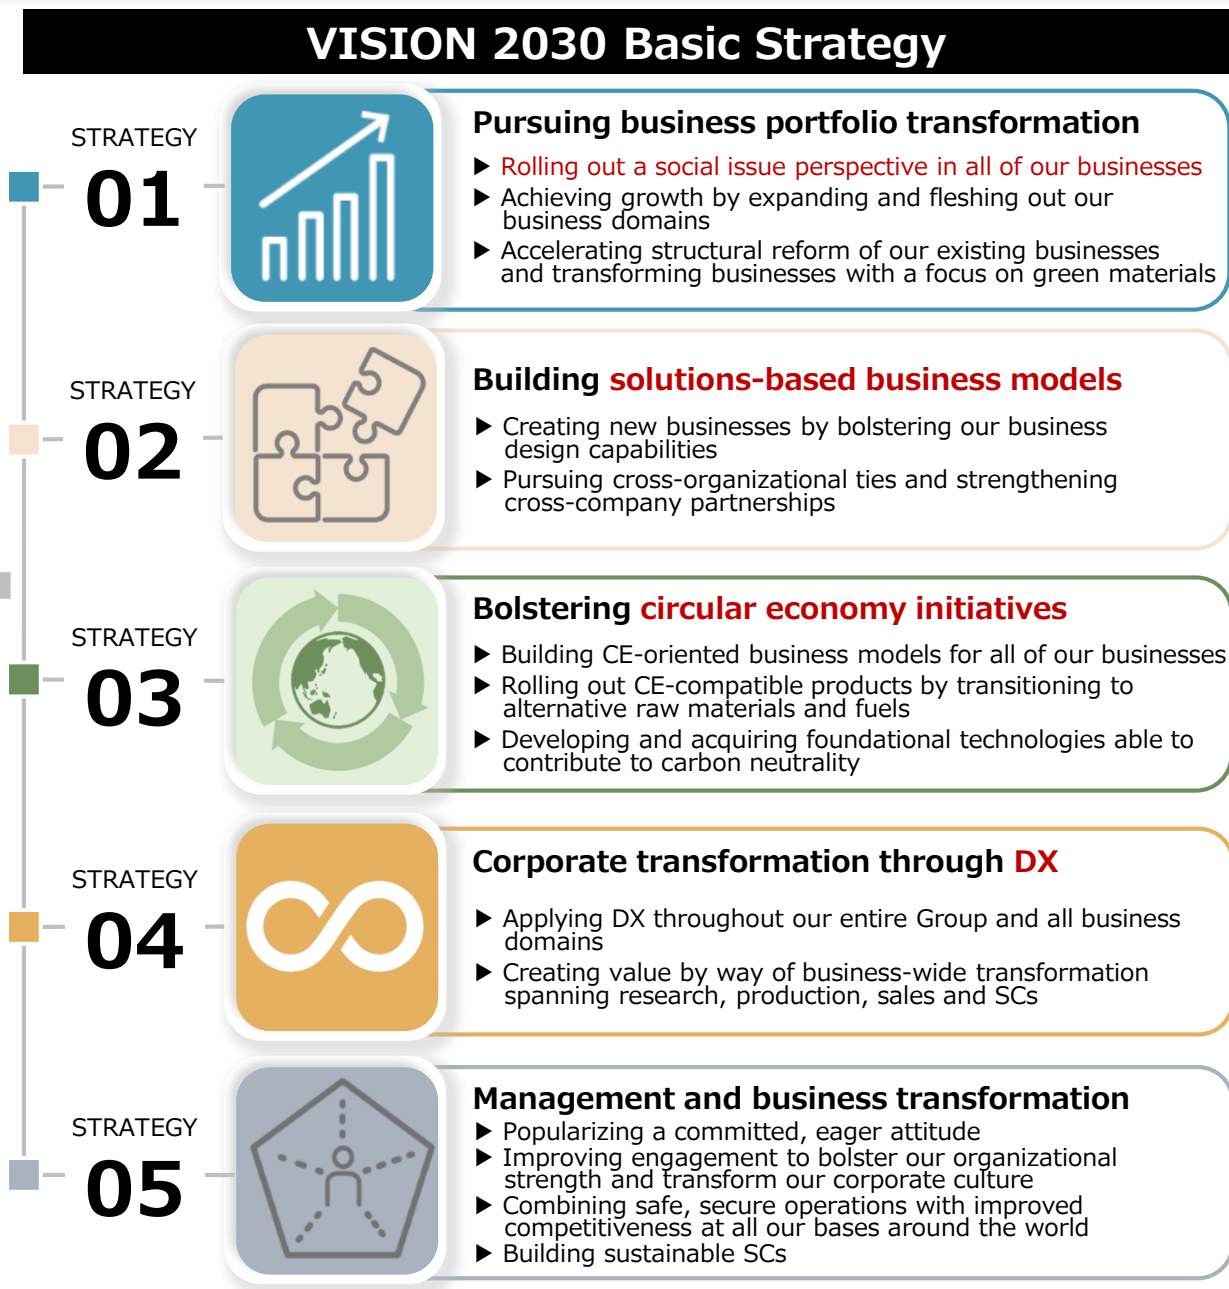 VISION 2030 Basic Strategy
STRATEGY
01
Pursuing business portfolio transformation
▶ Rolling out a social issue perspective in all of our businesses
▶ Achieving growth by expanding and fleshing out our
business domains
▶ Accelerating structural reform of our existing businesses
and transforming businesses with a focus on green materials
STRATEGY
02
Building solutions-based business models
▶ Creating new businesses by bolstering our business
design capabilities
▶ Pursuing cross-organizational ties and strengthening
cross-company partnerships
STRATEGY
03
Bolstering circular economy initiatives
▶ Building CE-oriented business models for all of our businesses
▶ Rolling out CE-compatible products by transitioning to
alternative raw materials and fuels
▶ Developing and acquiring foundational technologies able to
contribute to carbon neutrality
STRATEGY
04
Corporate transformation through DX
▶ Applying DX throughout our entire Group and all business
domains
▶ Creating value by way of business-wide transformation
spanning research, production, sales and SCs
STRATEGY
05
Management and business transformation
▶ Popularizing a committed, eager attitude
▶ Improving engagement to bolster our organizational
strength and transform our corporate culture
▶ Combining safe, secure operations with improved
competitiveness at all our bases around the world
▶ Building sustainable SCs